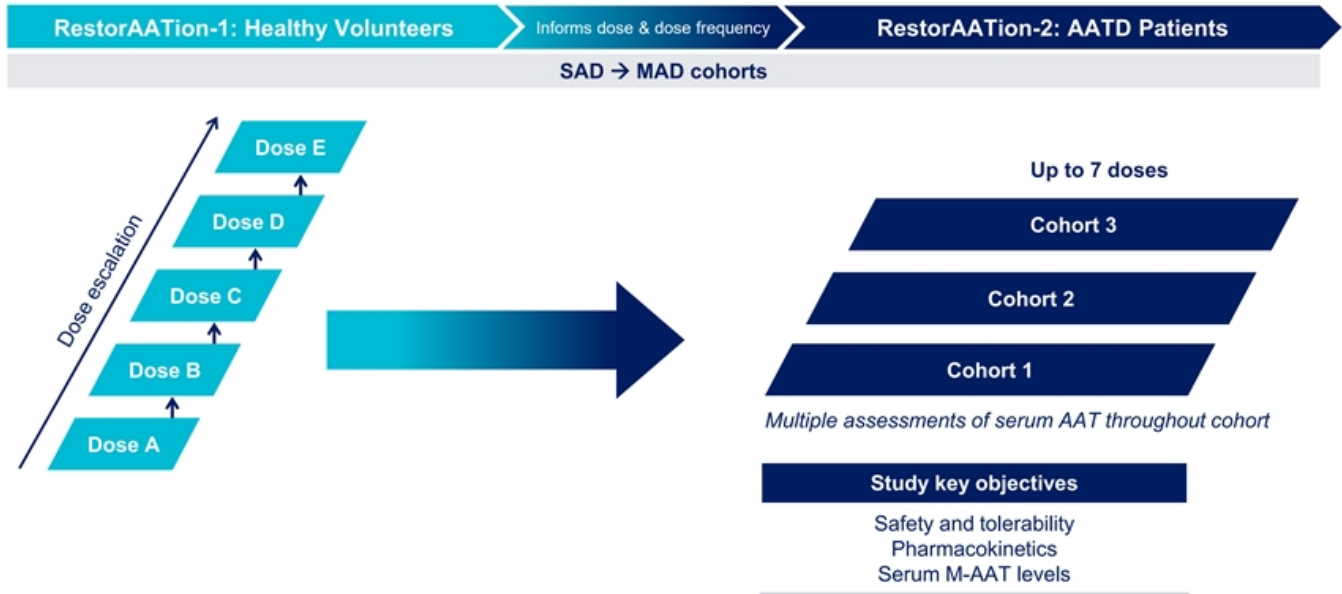 RestorAATion-1: Healthy Volunteers
Informs dose & dose frequency
RestorAATion-2: AATD Patients
SAD → MAD cohorts
Dose escalation
Dose E
Dose D
Dose C
Dose B
Dose A
Up to 7 doses
Cohort 3
Cohort 2
Cohort 1
Multiple assessments of serum AAT throughout cohort
Study key objectives
Safety and tolerability
Pharmacokinetics
Serum M-AAT levels